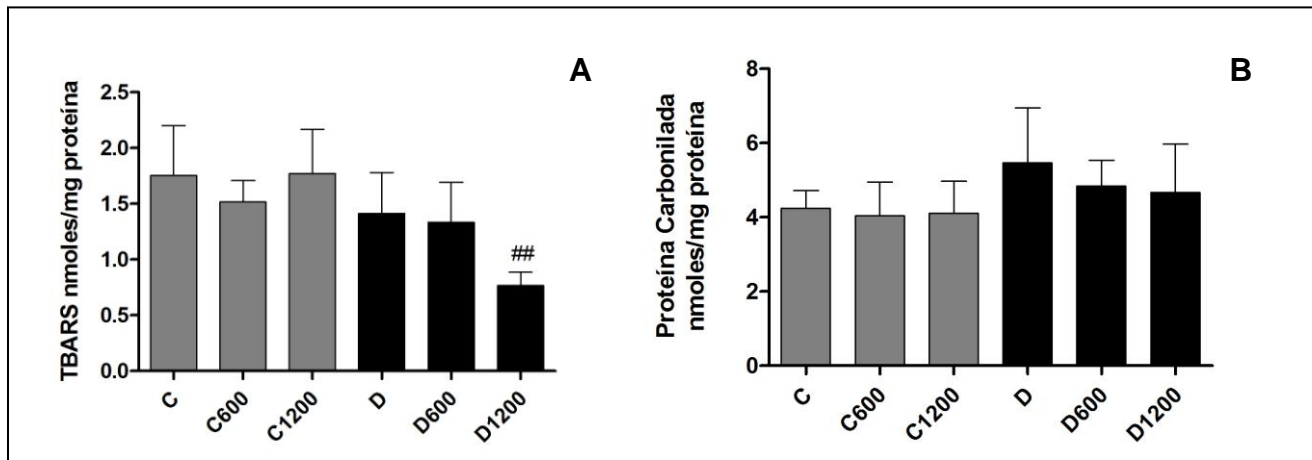 A
TBARS nmoles/mg proteína
2.5
2.0
1.5
1.0
0.5
0.0
##
C
C600
C1200
D
D600
D1200
B
Proteína Carbonilada
nmoles/mg proteína
8
6
4
2
0
C
C600
C1200
D
D600
D1200